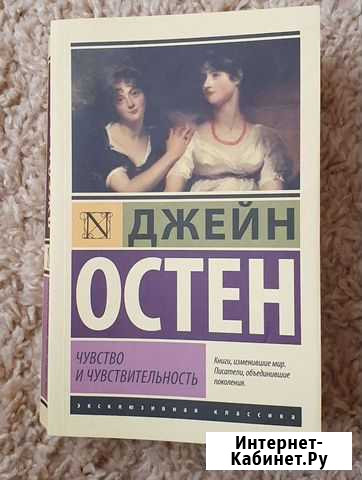 ДЖЕЙН
ОСТЕН
ЧУВСТВО
И ЧУВСТВИТЕЛЬНОСТЬ
Книги, изменившие мир.
Писатели, объединившие
поколения.
эксклюзивная классика
Интернет-
Кабинет.Ру